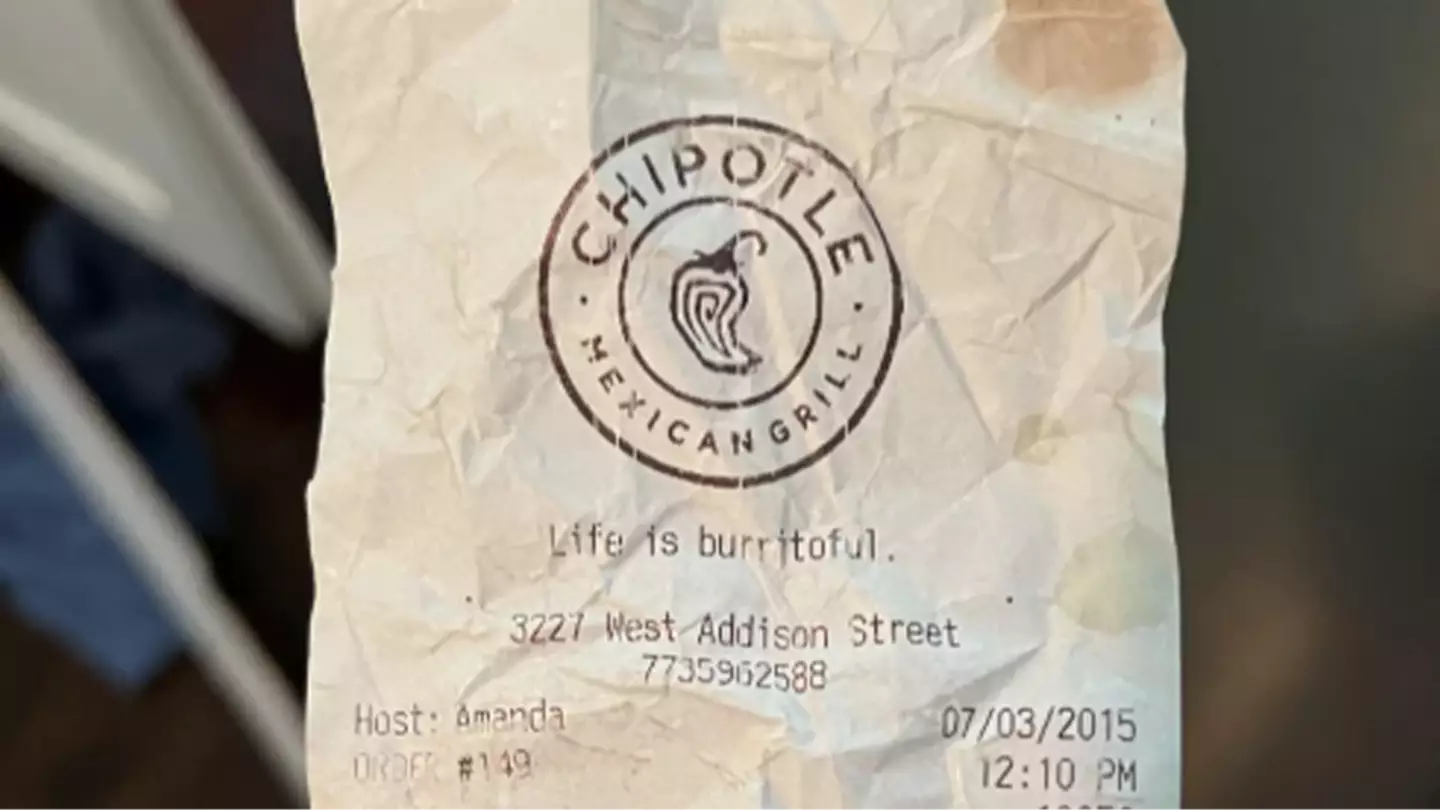 CHIPOTLE
MEXICAN GRILL
Life is burritoful.
3227 West Addison Street
7735962588
Host: Amanda
07/03/2015
ORDER #149
12:10 PM